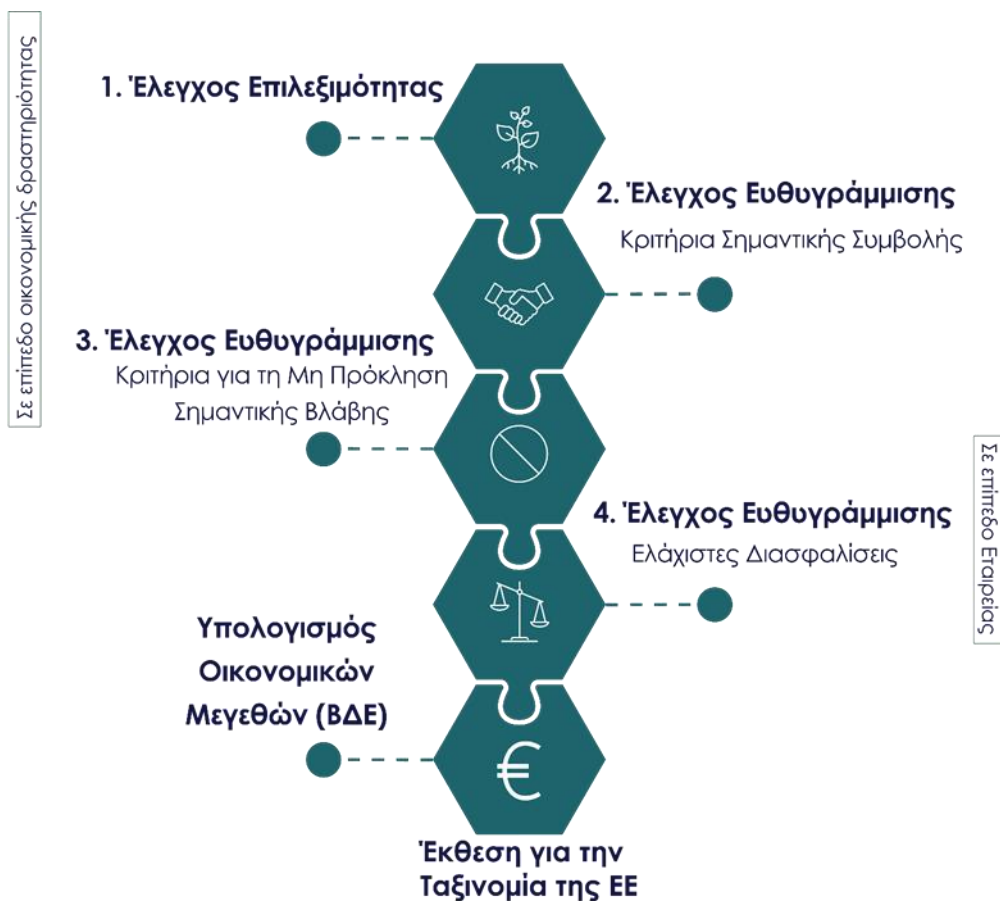 Σε επίπεδο οικονομικής δραστηριότητας
1. Έλεγχος Επιλεξιμότητας
2. Έλεγχος Ευθυγράμμισης
Κριτήρια Σημαντικής Συμβολής
3. Έλεγχος Ευθυγράμμισης
Κριτήρια για τη Μη Πρόκληση
Σημαντικής Βλάβης
Σε επίπεδο Εταιρείας
4. Έλεγχος Ευθυγράμμισης
Ελάχιστες Διασφαλίσεις
Υπολογισμός
Οικονομικών
Μεγεθών (ΒΔΕ)
€
Έκθεση για την
Ταξινομία της ΕΕ